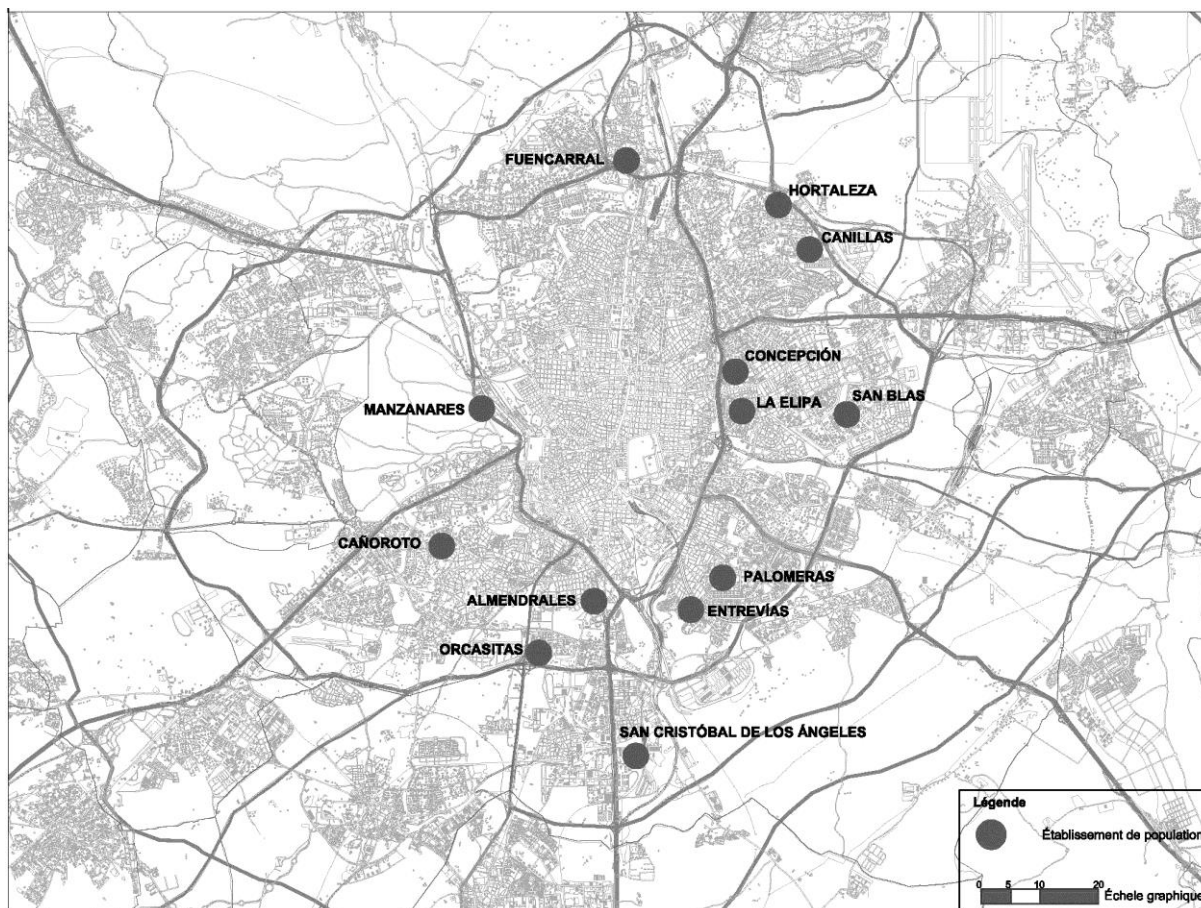 FUENCARRAL
HORTALEZA
CANILLAS
CONCEPCIÓN
MANZANARES
LA ELIPA
SAN BLAS
CAÑOROTO
PALOMERAS
ALMENDRALES
ENTREVÍAS
ORCASITAS
SAN CRISTÓBAL DE LOS ÁNGELES
Légende
Établissement de population
0 5 10 20
Échele graphique